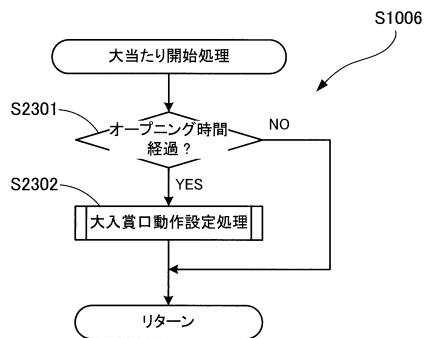 S1006
大当たり開始処理
S2301
オープニング時間
経過？
NO
YES
S2302
大入賞口動作設定処理
リターン